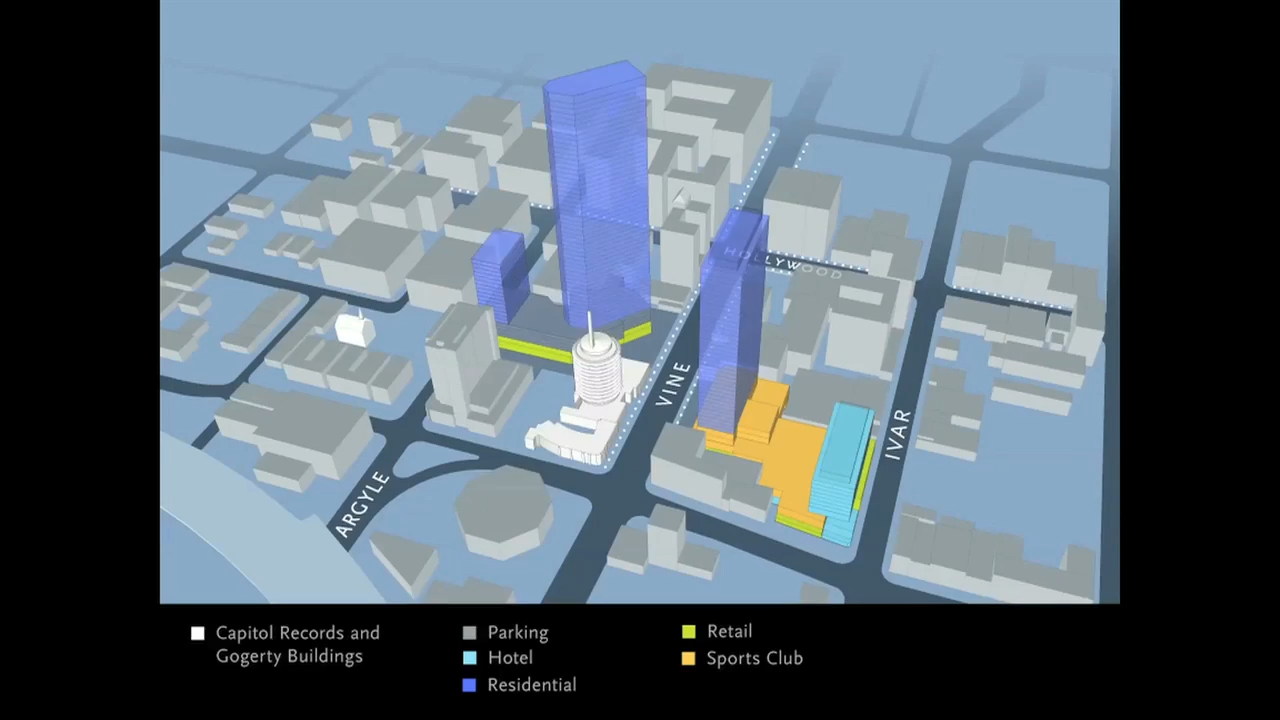 HOLLYWOOD
VINE
IVAR
ARGYLE
Capitol Records and
Gogerty Buildings
Parking
Hotel
Residential
Retail
Sports Club